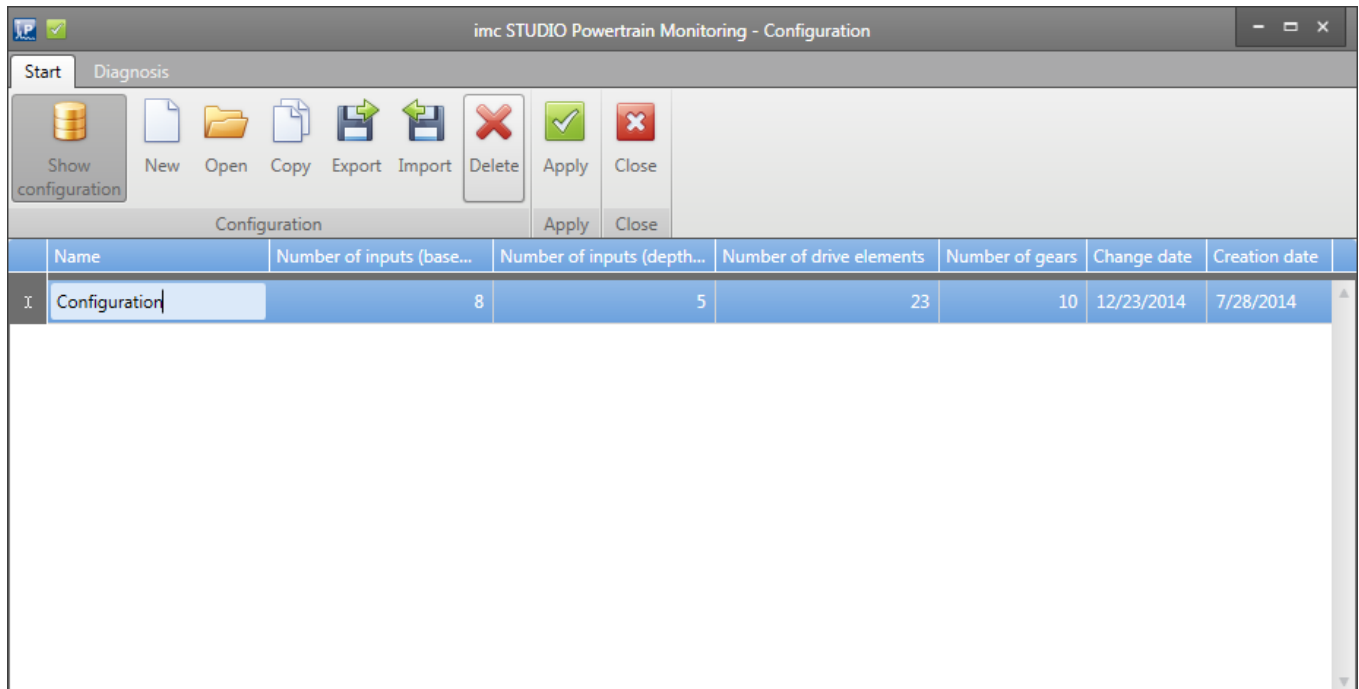 imc STUDIO Powertrain Monitoring - Configuration
Start Diagnosis
Show configuration New Open Copy Export Import Delete Apply Close
Configuration Apply Close
Name Number of inputs (base... Number of inputs (depth... Number of drive elements Number of gears Change date Creation date
Configuration 8 5 23 10 12/23/2014 7/28/2014